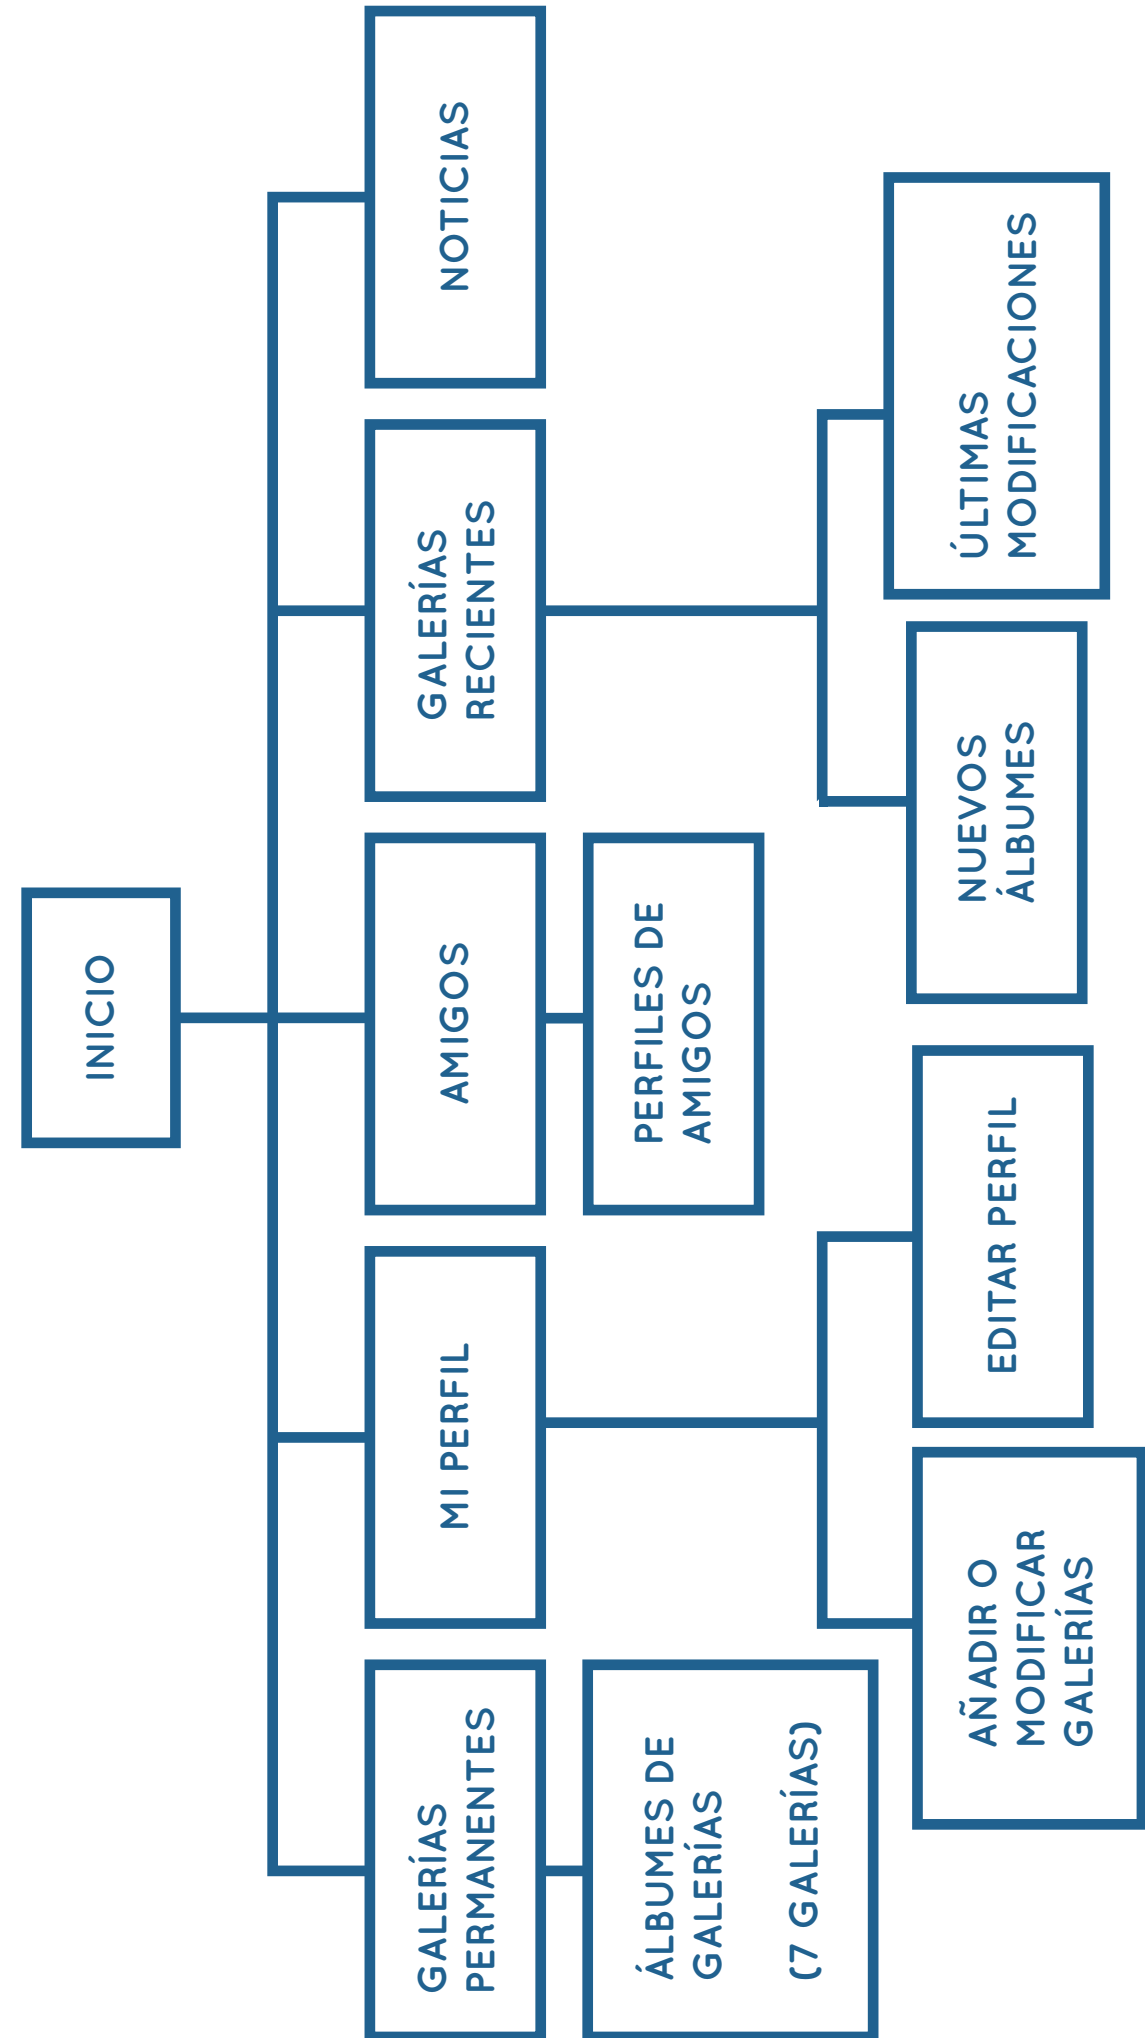 INICIO
GALERÍAS
PERMANENTES
MI PERFIL
AMIGOS
GALERÍAS
RECIENTES
NOTICIAS
ÁLBUMES DE
GALERÍAS
(7 GALERÍAS)
PERFILES DE
AMIGOS
AÑADIR O
MODIFICAR
GALERÍAS
EDITAR PERFIL
NUEVOS
ÁLBUMES
ÚLTIMAS
MODIFICACIONES